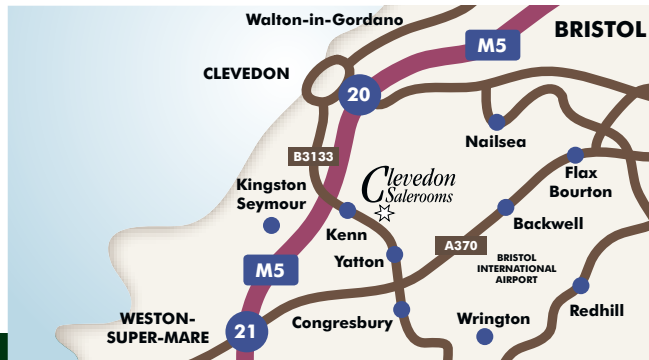 Walton-in-Gordano
BRISTOL
M5
CLEVEDON
20
Nailsea
B3133
Flax
Bourton
Clevedon
Salerooms
Kingston
Seymour
Kenn
Backwell
A370
Yatton
BRISTOL
INTERNATIONAL
AIRPORT
M5
WESTON-
SUPER-MARE
21
Congresbury
Wrington
Redhill